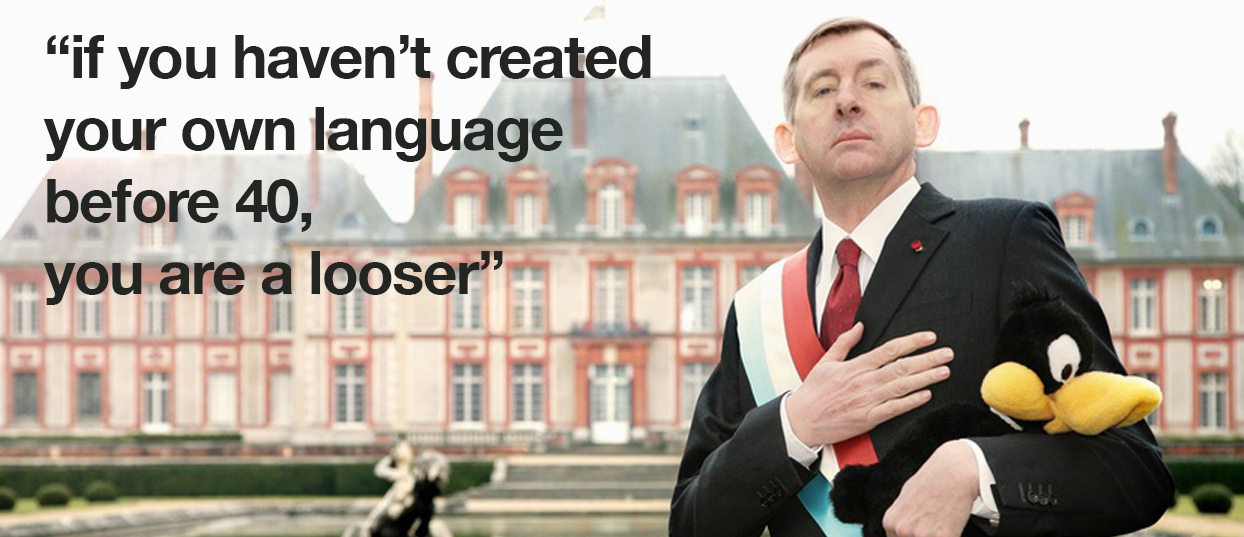 “if you haven’t created
your own language
before 40,
you are a looser”